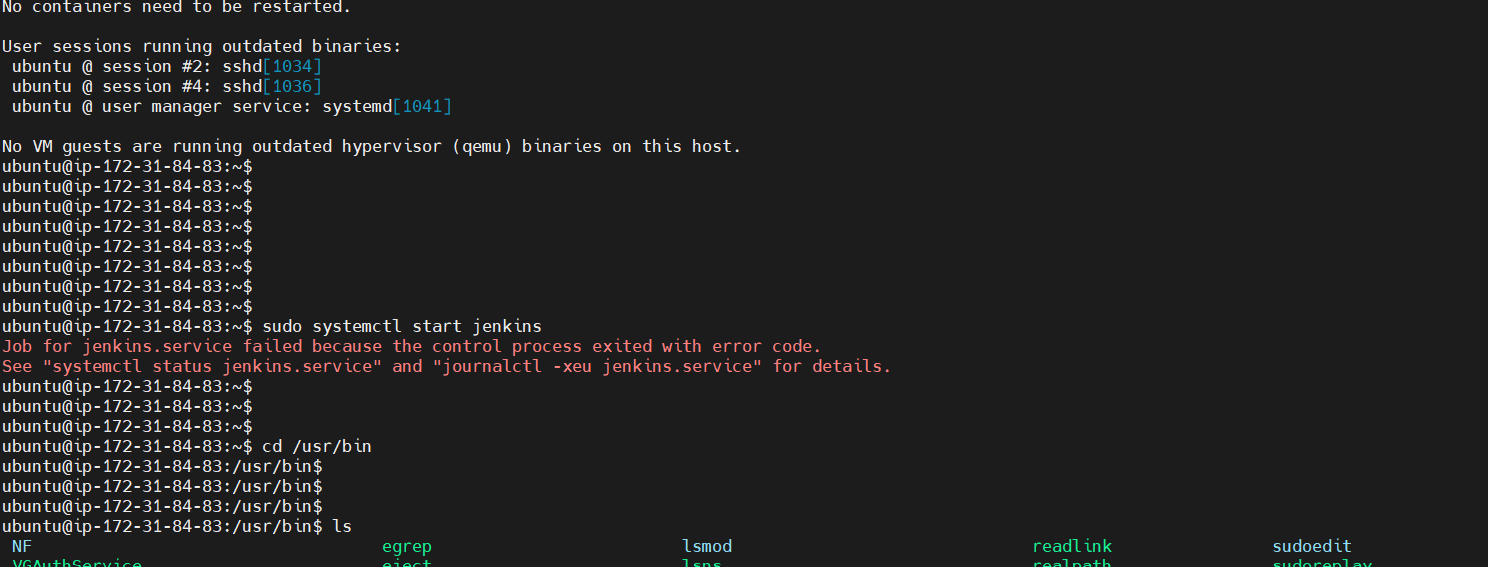 No containers need to be restarted.
User sessions running outdated binaries:
ubuntu @ session #2: sshd[1034]
ubuntu @ session #4: sshd[1036]
ubuntu @ user manager service: systemd[1041]
No VM guests are running outdated hypervisor (qemu) binaries on this host.
ubuntu@ip-172-31-84-83:~$
ubuntu@ip-172-31-84-83:~$
ubuntu@ip-172-31-84-83:~$
ubuntu@ip-172-31-84-83:~$
ubuntu@ip-172-31-84-83:~$
ubuntu@ip-172-31-84-83:~$
ubuntu@ip-172-31-84-83:~$
ubuntu@ip-172-31-84-83:~$
ubuntu@ip-172-31-84-83:~$ sudo systemctl start jenkins
Job for jenkins.service failed because the control process exited with error code.
See "systemctl status jenkins.service" and "journalctl -xeu jenkins.service" for details.
ubuntu@ip-172-31-84-83:~$
ubuntu@ip-172-31-84-83:~$
ubuntu@ip-172-31-84-83:~$
ubuntu@ip-172-31-84-83:~$ cd /usr/bin
ubuntu@ip-172-31-84-83:/usr/bin$
ubuntu@ip-172-31-84-83:/usr/bin$
ubuntu@ip-172-31-84-83:/usr/bin$
ubuntu@ip-172-31-84-83:/usr/bin$ ls
NF egrep lsmod readlink sudoedit
VGAuthService eject lsns realpath sudoreplay